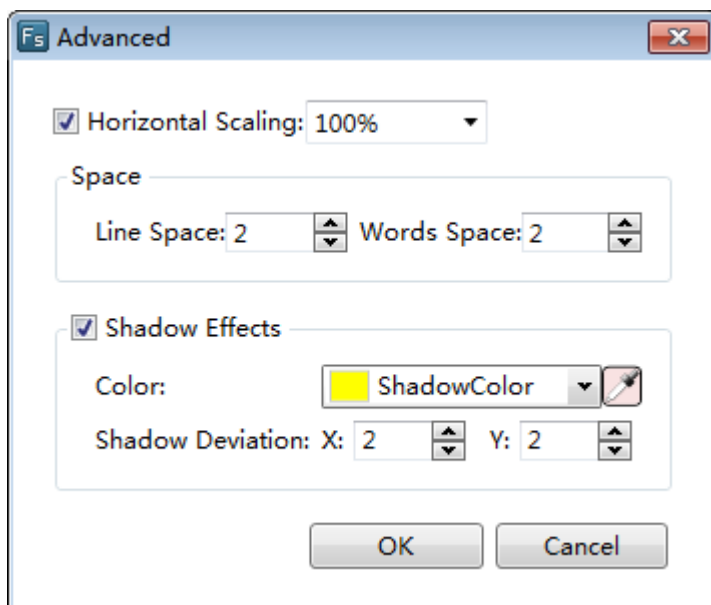 Fs Advanced
Horizontal Scaling: 100%
Space
Line Space: 2 Words Space: 2
Shadow Effects
Color: ShadowColor
Shadow Deviation: X: 2 Y: 2
OK Cancel